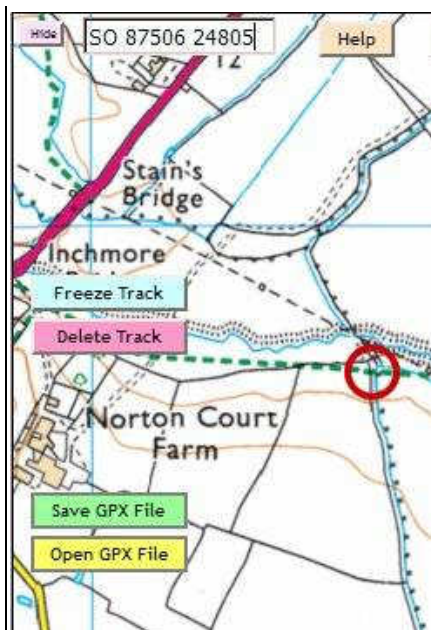 Hide
SO 87506 24805
Help
12
Stain's
Bridge
Inchmore
Freeze Track
Delete Track
Norton Court
Farm
Save GPX File
Open GPX File